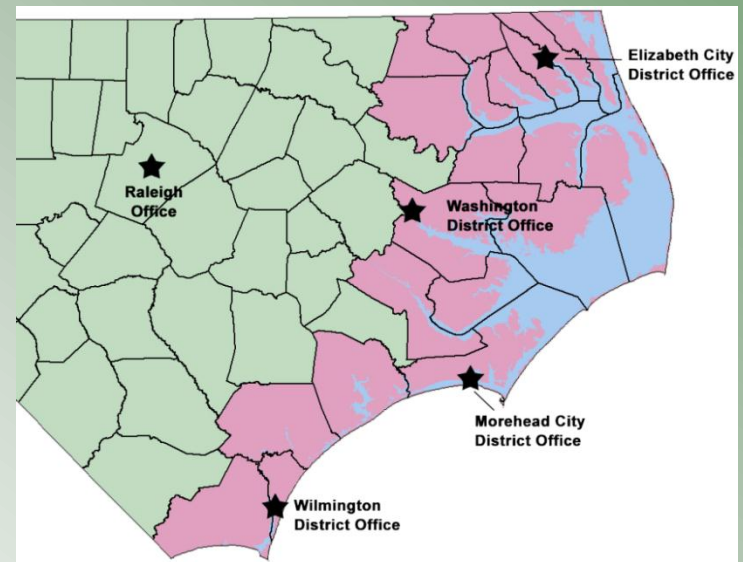 Elizabeth City
District Office
Raleigh
Office
Washington
District Office
Morehead City
District Office
Wilmington
District Office